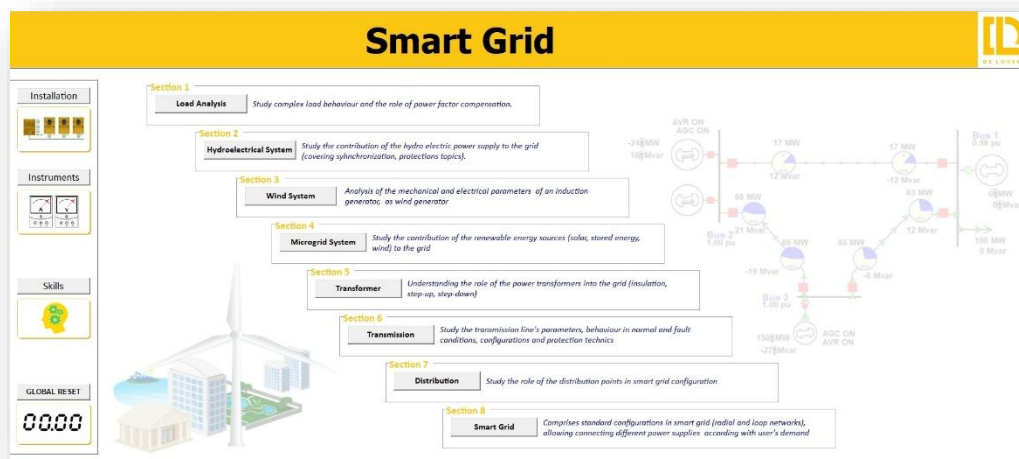 Smart Grid
DE LORENZO
Installation
Instruments
Skills
GLOBAL RESET
00.00
Section 1
Load Analysis
Study complex load behaviour and the role of power factor compensation.
Section 2
Hydroelectrical System
Study the contribution of the hydro electric power supply to the grid
(covering syhnchronization, protections topics).
Section 3
Wind System
Analysis of the mechanical and electrical parameters of an induction
generator, as wind generator
Section 4
Microgrid System
Study the contribution of the renewable energy sources (solar, stored energy,
wind) to the grid
Section 5
Transformer
Understanding the role of the power transformers into the grid (insulation,
step-up, step-down)
Section 6
Transmission
Study the transmission line's parameters, behaviour in normal and fault
conditions, configurations and protection technics
Section 7
Distribution
Study the role of the distribution points in smart grid configuration
Section 8
Smart Grid
Comprises standard configurations in smart grid (radial and loop networks),
allowing connecting different power supplies according with user's demand
AVR ON
AGC ON
17 MW
12 Mvar
17 MW
-12 Mvar
Bus 1
0.99 pu
66 MW
21 Mvar
Bus 2
1.00 pu
83 MW
12 Mvar
100 MW
0 Mvar
-15 Mvar
84 MW
Bus 3
1.00 pu
AGC ON
AVR ON